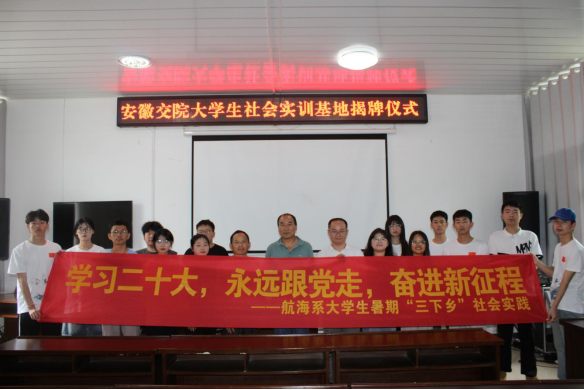 安徽交院大学生社会实训基地揭牌仪式
学习二十大，永远跟党走，奋进新征程
——航海系大学生暑期“三下乡”社会实践